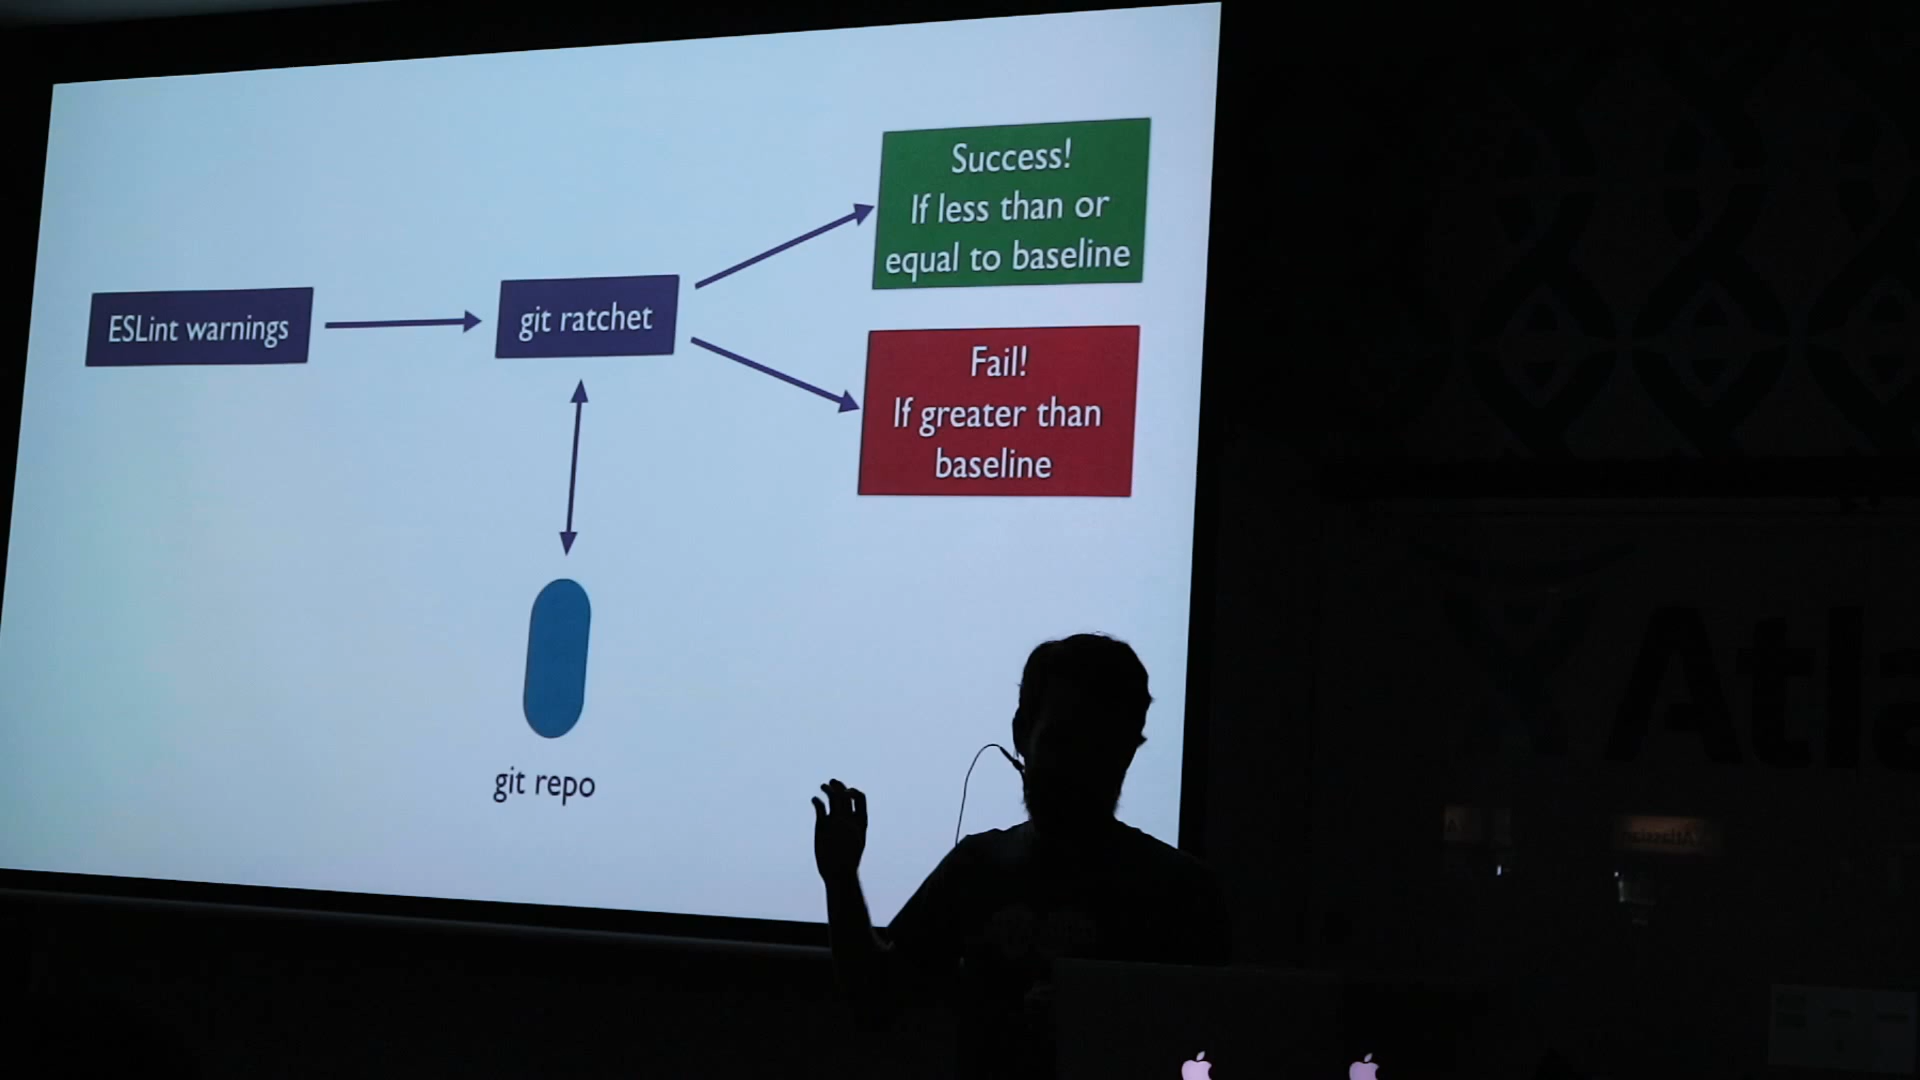 Success!
If less than or
equal to baseline
ESLint warnings
git ratchet
Fail!
If greater than
baseline
git repo
Atla